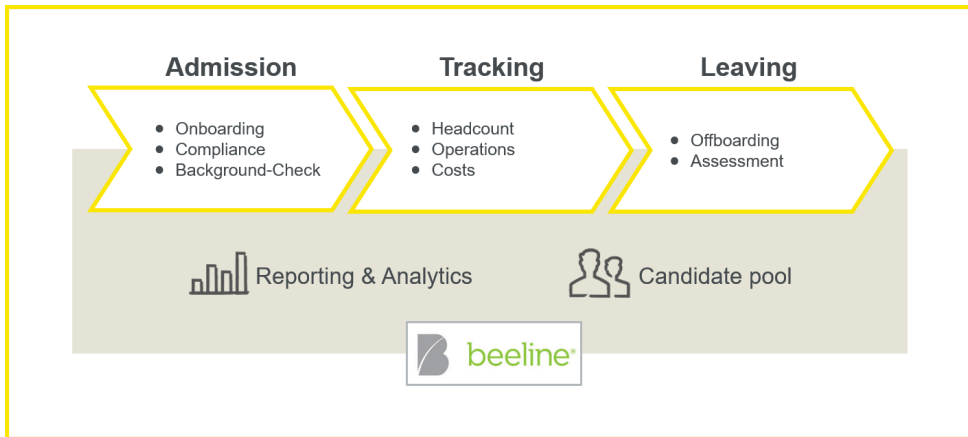 Admission
Tracking
Leaving
• Onboarding
• Compliance
• Background-Check
• Headcount
• Operations
• Costs
• Offboarding
• Assessment
Reporting & Analytics
Candidate pool
beeline®